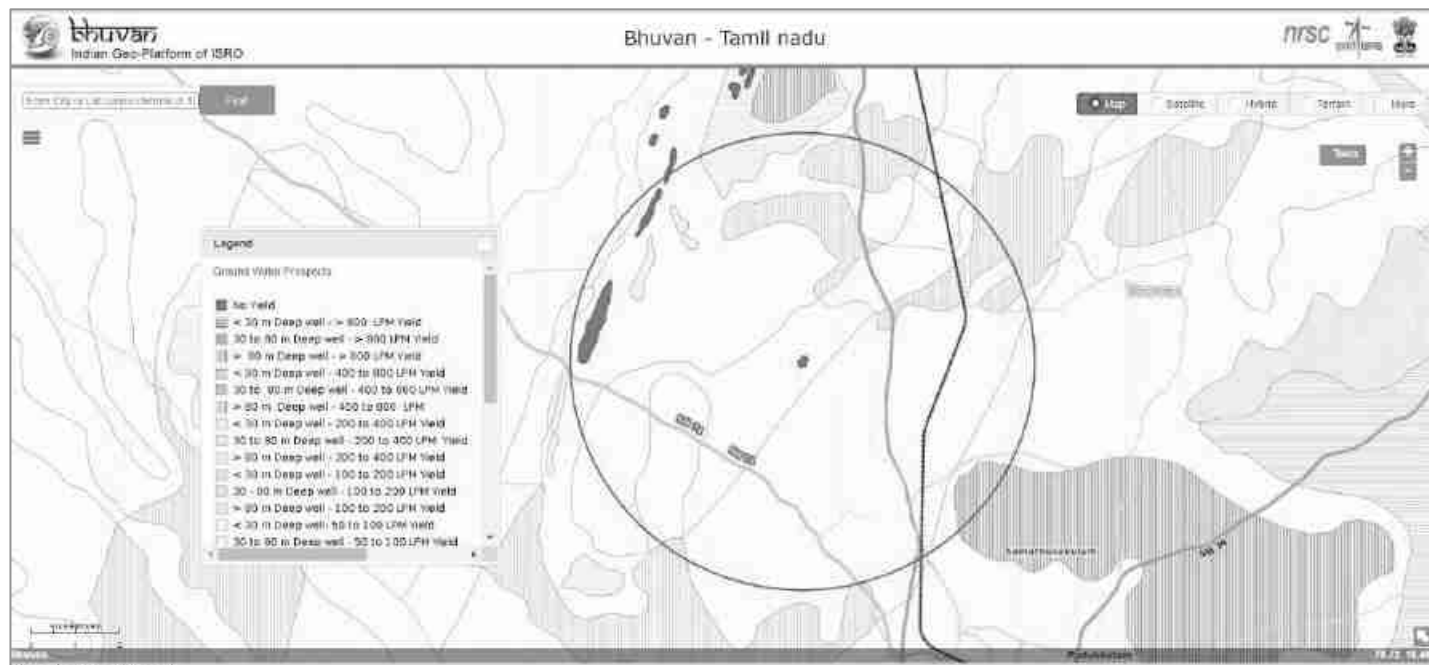 bhuvan
Indian Geo-Platform of ISRO
Bhuvan - Tamil nadu
nrsc
Find
Map
Satellite
Hybrid
Terrain
More
Tools
Legend
Ground Water Prospects
No Yield
< 30 m Deep well - > 800 LPM Yield
30 to 80 m Deep well - > 800 LPM Yield
> 80 m Deep well - > 800 LPM Yield
< 30 m Deep well - 400 to 800 LPM Yield
30 to 80 m Deep well - 400 to 800 LPM Yield
> 80 m Deep well - 400 to 800 LPM
< 30 m Deep well - 200 to 400 LPM Yield
30 to 80 m Deep well - 200 to 400 LPM Yield
> 80 m Deep well - 200 to 400 LPM Yield
< 30 m Deep well - 100 to 200 LPM Yield
30 - 80 m Deep well - 100 to 200 LPM Yield
> 80 m Deep well - 100 to 200 LPM Yield
< 30 m Deep well- 50 to 100 LPM Yield
30 to 80 m Deep well - 50 to 100 LPM Yield